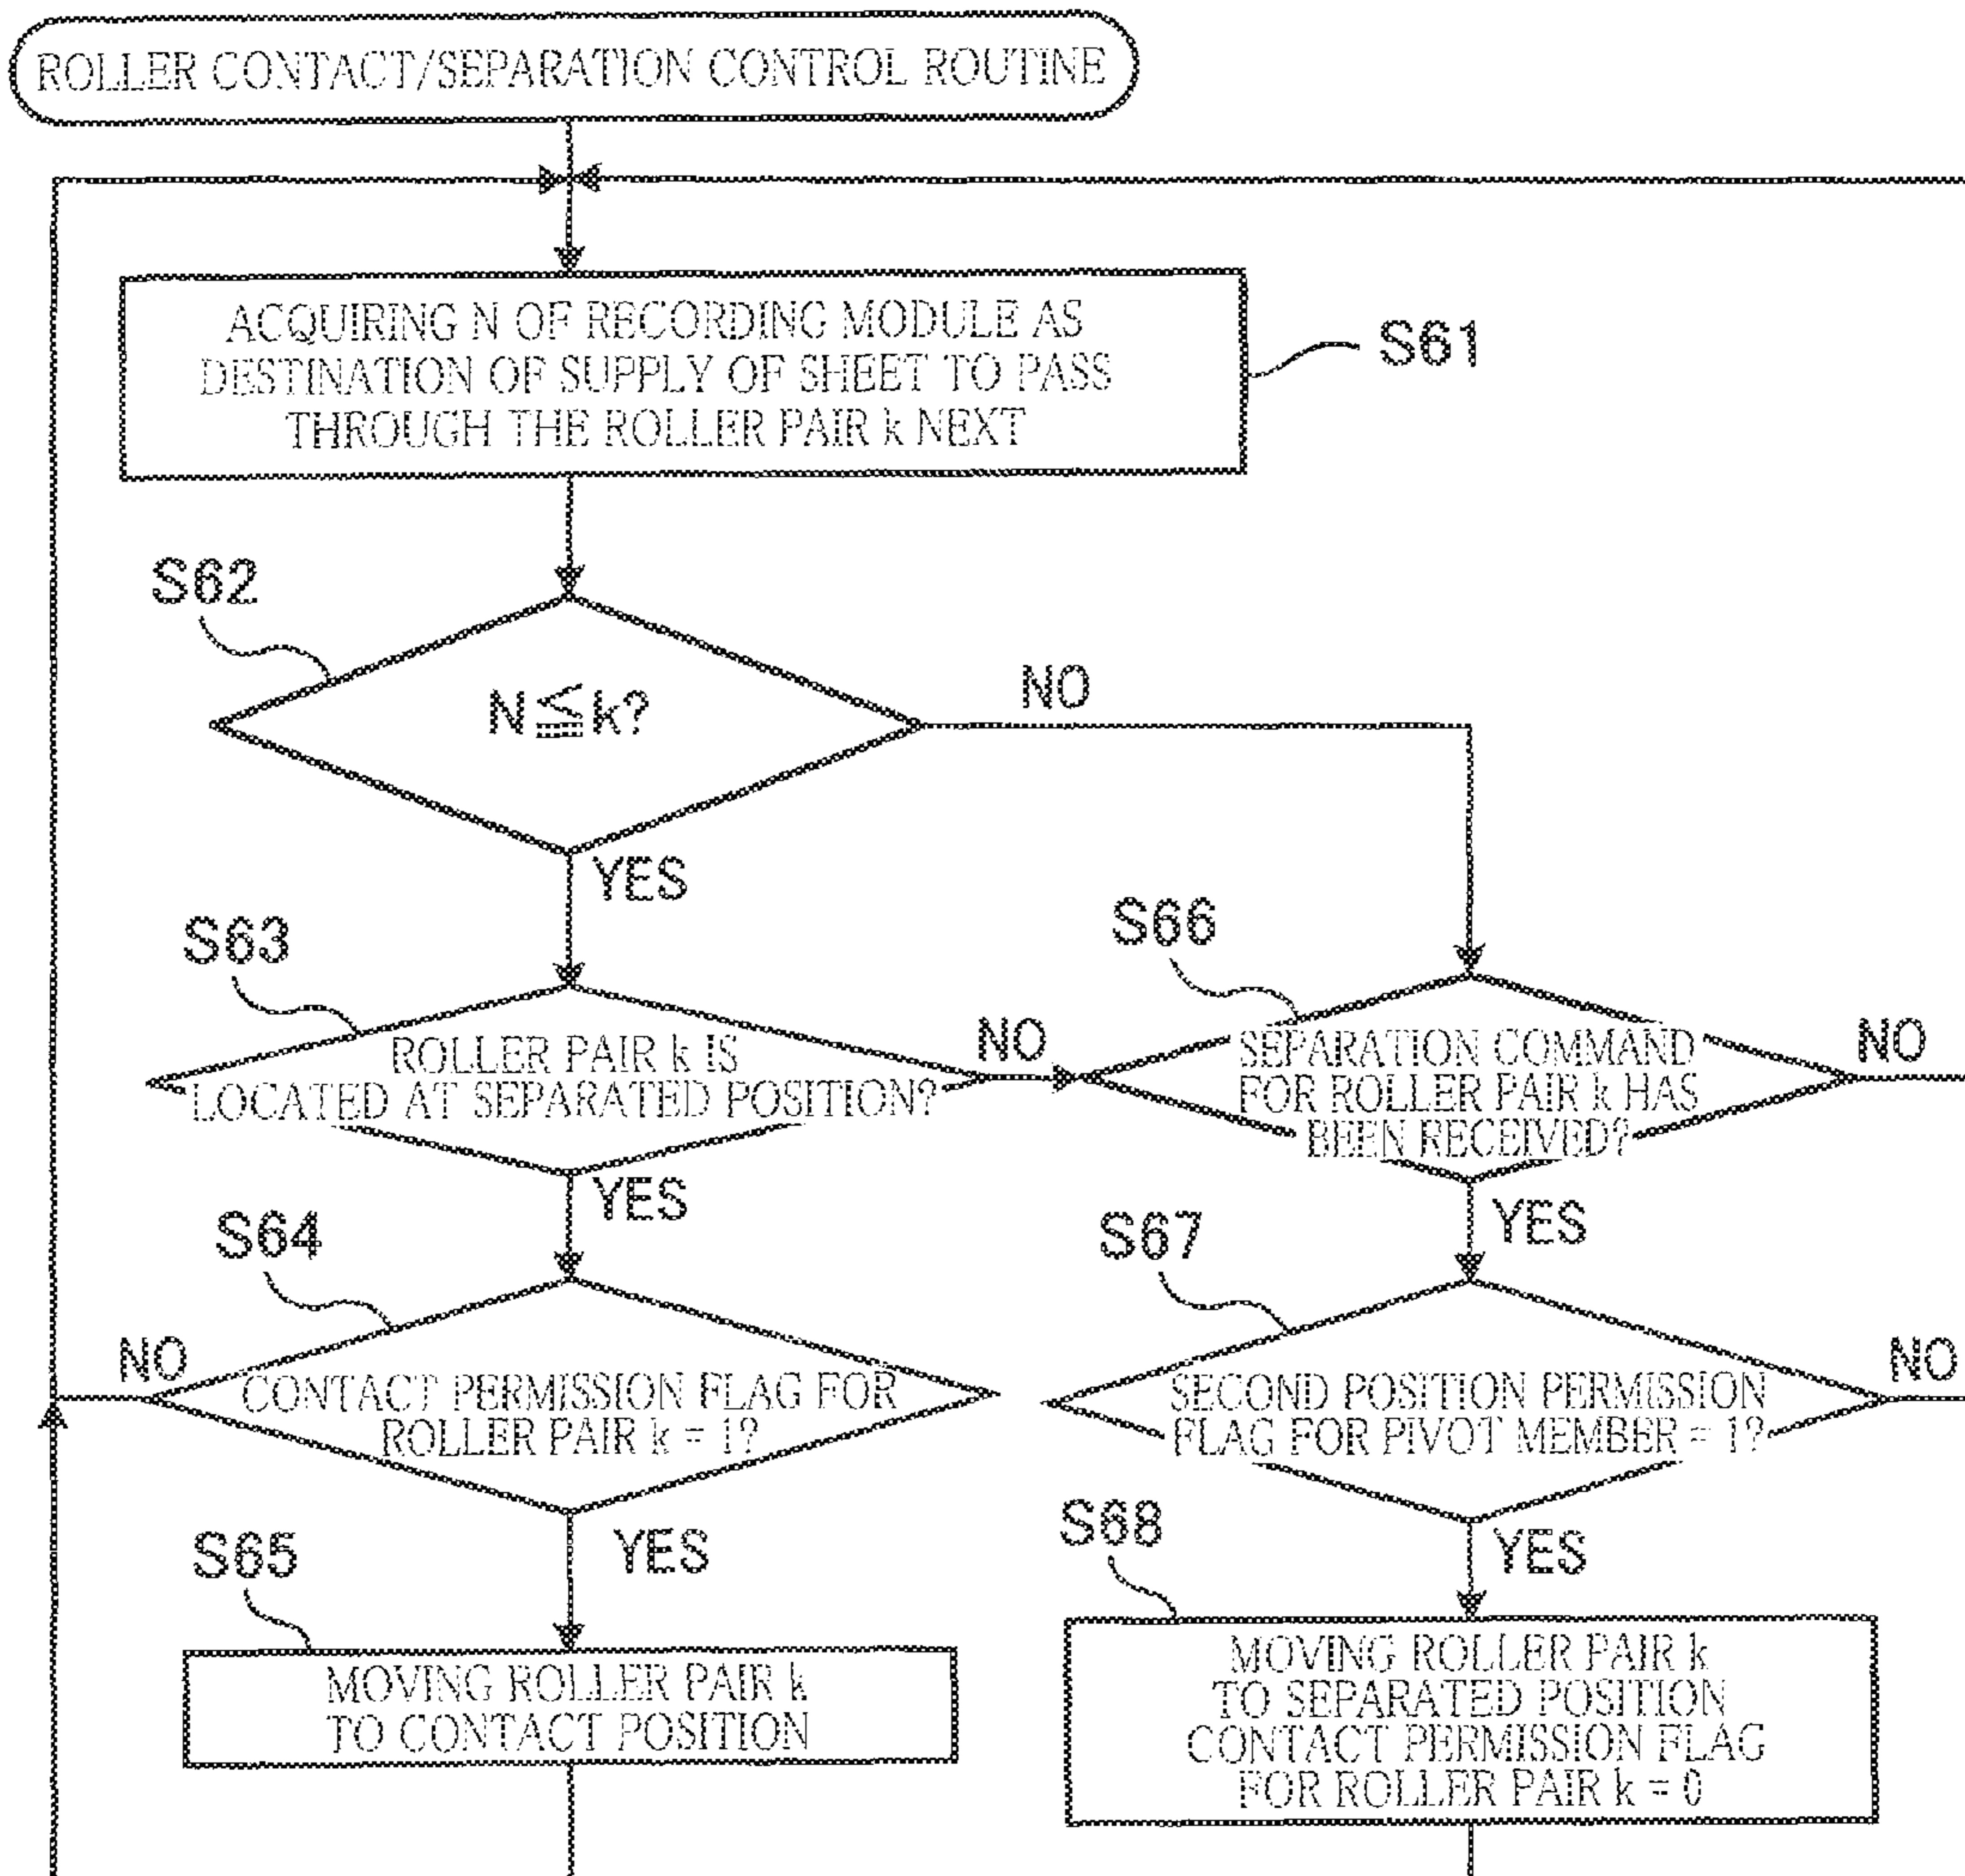 ROLLER CONTACT/SEPARATION CONTROL ROUTINE
ACQUIRING N OF RECORDING MODULE AS
DESTINATION OF SUPPLY OF SHEET TO PASS
THROUGH THE ROLLER PAIR k NEXT
S61
S62
N≦k?
NO
YES
S63
ROLLER PAIR k IS
LOCATED AT SEPARATED POSITION?
NO
YES
S66
SEPARATION COMMAND
FOR ROLLER PAIR k HAS
BEEN RECEIVED?
NO
YES
S64
CONTACT PERMISSION FLAG FOR
ROLLER PAIR k = 1?
NO
YES
S67
SECOND POSITION PERMISSION
FLAG FOR PIVOT MEMBER = 1?
NO
YES
S65
MOVING ROLLER PAIR k
TO CONTACT POSITION
S68
MOVING ROLLER PAIR k
TO SEPARATED POSITION
CONTACT PERMISSION FLAG
FOR ROLLER PAIR k = 0